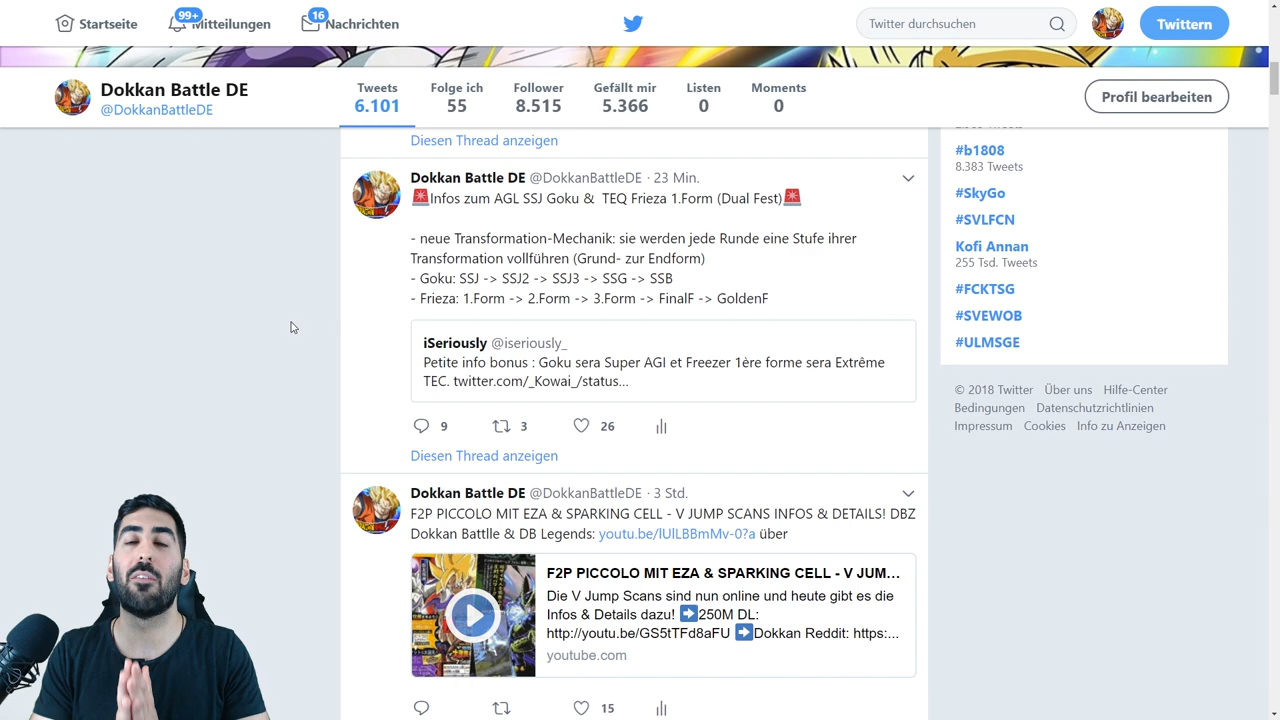 Startseite
99+
Mitteilungen
16
Nachrichten
Twitter durchsuchen
Twittern
Dokkan Battle DE
@DokkanBattleDE
Tweets
6.101
Folge ich
55
Follower
8.515
Gefällt mir
5.366
Listen
0
Moments
0
Profil bearbeiten
Diesen Thread anzeigen
Dokkan Battle DE @DokkanBattleDE · 23 Min.
🚨Infos zum AGL SSJ Goku & TEQ Frieza 1.Form (Dual Fest)🚨
- neue Transformation-Mechanik: sie werden jede Runde eine Stufe ihrer
Transformation vollführen (Grund- zur Endform)
- Goku: SSJ -> SSJ2 -> SSJ3 -> SSG -> SSB
- Frieza: 1.Form -> 2.Form -> 3.Form -> FinalF -> GoldenF
iSeriously @iseriously_
Petite info bonus : Goku sera Super AGI et Freezer 1ère forme sera Extrême
TEC. twitter.com/_Kowai_/status...
9
3
26
Diesen Thread anzeigen
Dokkan Battle DE @DokkanBattleDE · 3 Std.
F2P PICCOLO MIT EZA & SPARKING CELL - V JUMP SCANS INFOS & DETAILS! DBZ
Dokkan Battlle & DB Legends: youtu.be/lUlLBBmMv-0?a über
F2P PICCOLO MIT EZA & SPARKING CELL - V JUM...
Die V Jump Scans sind nun online und heute gibt es die
Infos & Details dazu! ➡250M DL:
http://youtu.be/GS5tTFd8aFU ➡Dokkan Reddit: https:...
youtube.com
15
#b1808
8.383 Tweets
#SkyGo
#SVLFCN
Kofi Annan
255 Tsd. Tweets
#FCKTSG
#SVEWOB
#ULMSGE
© 2018 Twitter Über uns Hilfe-Center
Bedingungen Datenschutzrichtlinien
Impressum Cookies Info zu Anzeigen